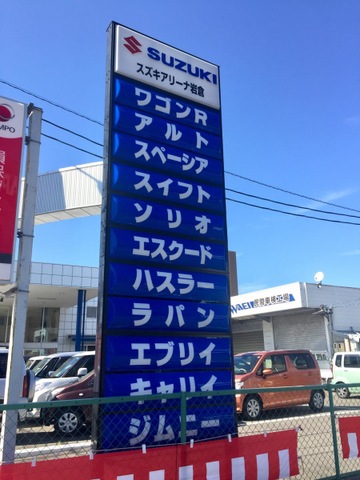 SUZUKI
スズキアリーナ岩倉
ワゴンR
アルト
スペーシア
スイフト
ソリオ
エスクード
ハスラー
ラパン
エブリイ
キャリイ
ジムニー